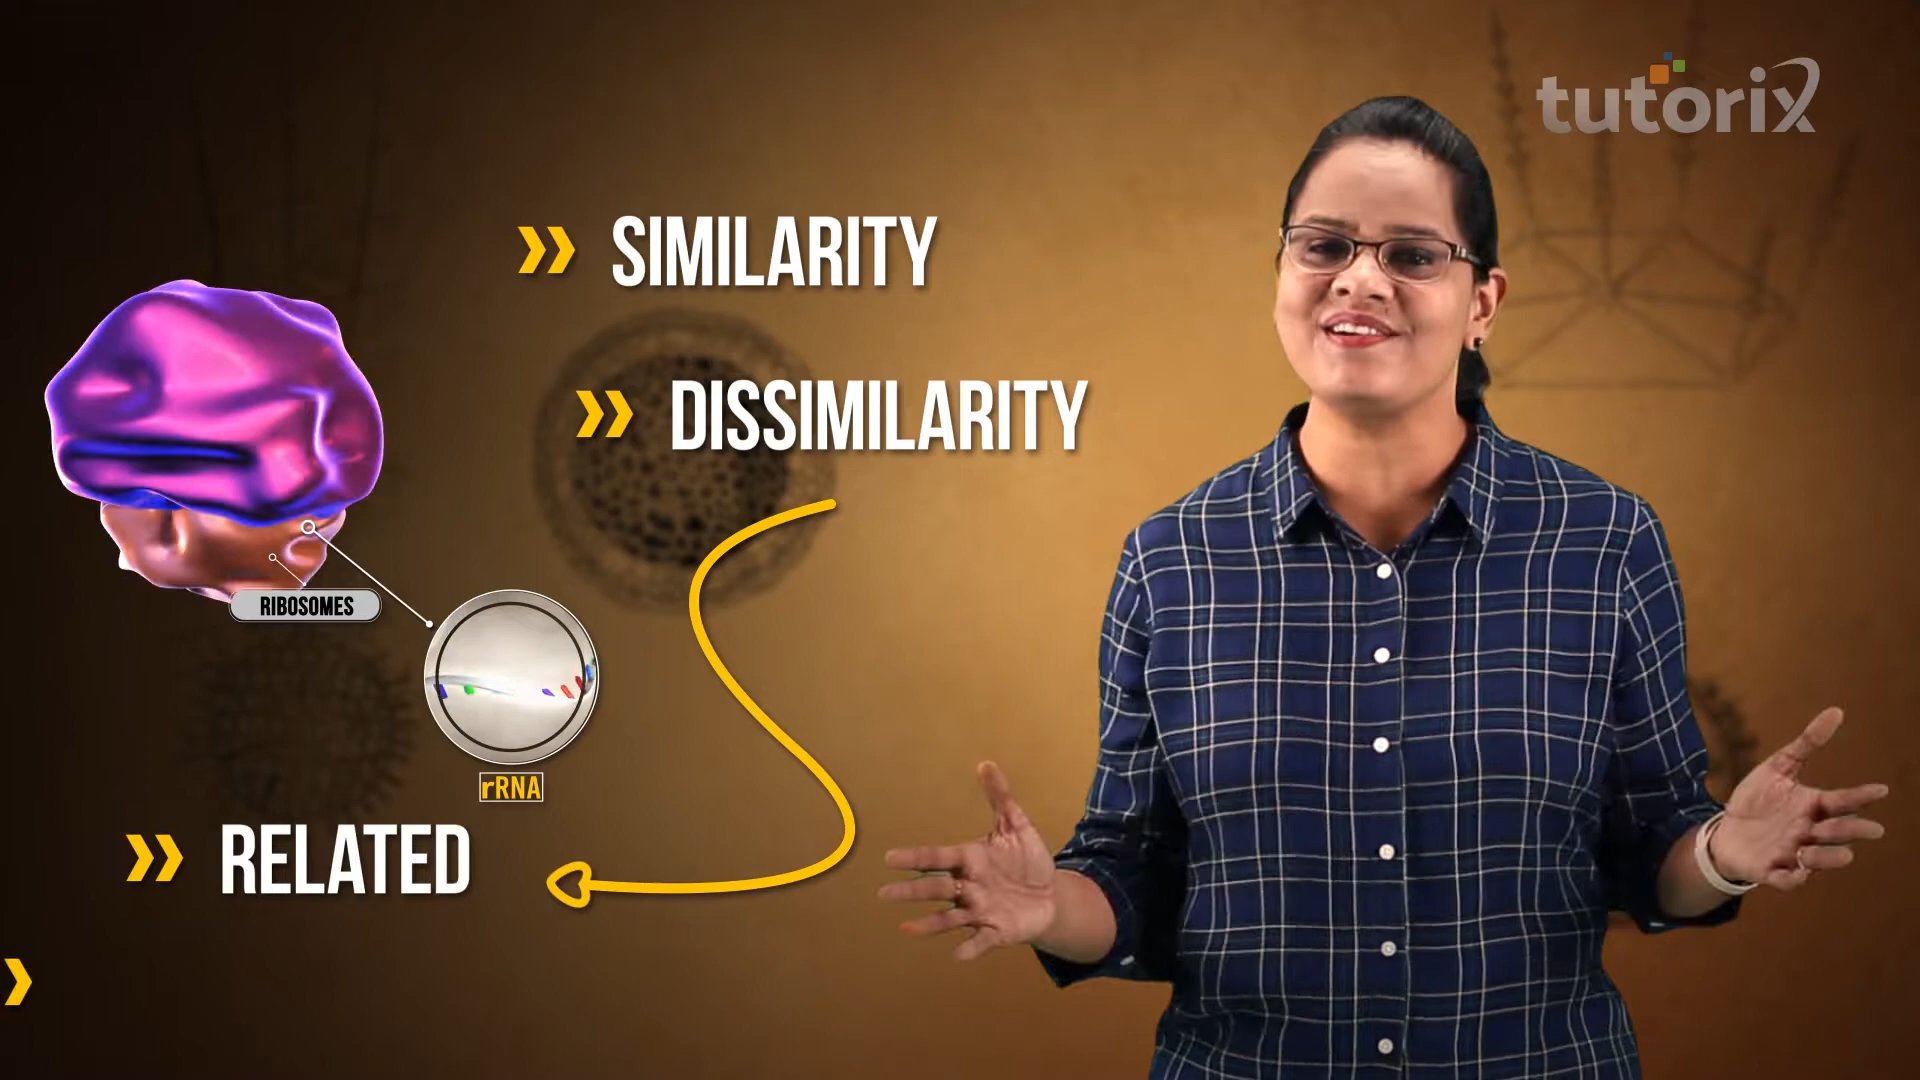 tutorix
SIMILARITY
DISSIMILARITY
RIBOSOMES
rRNA
RELATED